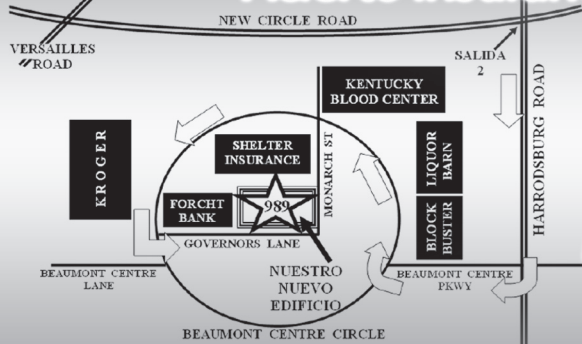 NEW CIRCLE ROAD
VERSAILLES
ROAD
SALIDA
2
KENTUCKY
BLOOD CENTER
HARRODSBURG ROAD
KROGER
SHELTER
INSURANCE
MONARCH ST
LIQUOR
BARN
FORCHT
BANK
989
BLOCK
BUSTER
GOVERNORS LANE
BEAUMONT CENTRE
LANE
NUESTRO
NUEVO
EDIFICIO
BEAUMONT CENTRE
PKWY
BEAUMONT CENTRE CIRCLE